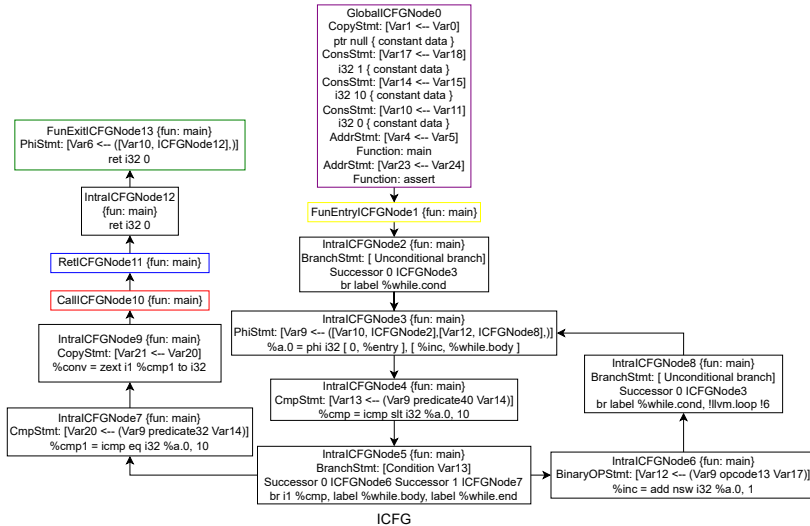 GlobalICFGNode0
CopyStmt: [Var1 <-- Var0]
ptr null { constant data }
ConsStmt: [Var17 <-- Var18]
i32 1 { constant data }
ConsStmt: [Var14 <-- Var15]
i32 10 { constant data }
ConsStmt: [Var10 <-- Var11]
i32 0 { constant data }
AddrStmt: [Var4 <-- Var5]
Function: main
AddrStmt: [Var23 <-- Var24]
Function: assert
FunEntryICFGNode1 {fun: main}
IntraICFGNode2 {fun: main}
BranchStmt: [ Unconditional branch]
Successor 0 ICFGNode3
br label %while.cond
IntraICFGNode3 {fun: main}
PhiStmt: [Var9 <-- ([Var10, ICFGNode2],[Var12, ICFGNode8],)]
%a.0 = phi i32 [ 0, %entry ], [ %inc, %while.body ]
IntraICFGNode4 {fun: main}
CmpStmt: [Var13 <-- (Var9 predicate40 Var14)]
%cmp = icmp slt i32 %a.0, 10
IntraICFGNode5 {fun: main}
BranchStmt: [Condition Var13]
Successor 0 ICFGNode6 Successor 1 ICFGNode7
br i1 %cmp, label %while.body, label %while.end
IntraICFGNode6 {fun: main}
BinaryOPStmt: [Var12 <-- (Var9 opcode13 Var17)]
%inc = add nsw i32 %a.0, 1
IntraICFGNode8 {fun: main}
BranchStmt: [ Unconditional branch]
Successor 0 ICFGNode3
br label %while.cond, !llvm.loop !6
IntraICFGNode7 {fun: main}
CmpStmt: [Var20 <-- (Var9 predicate32 Var14)]
%cmp1 = icmp eq i32 %a.0, 10
IntraICFGNode9 {fun: main}
CopyStmt: [Var21 <-- Var20]
%conv = zext i1 %cmp1 to i32
CallICFGNode10 {fun: main}
RetICFGNode11 {fun: main}
IntraICFGNode12
{fun: main}
ret i32 0
FunExitICFGNode13 {fun: main}
PhiStmt: [Var6 <-- ([Var10, ICFGNode12],)]
ret i32 0
ICFG